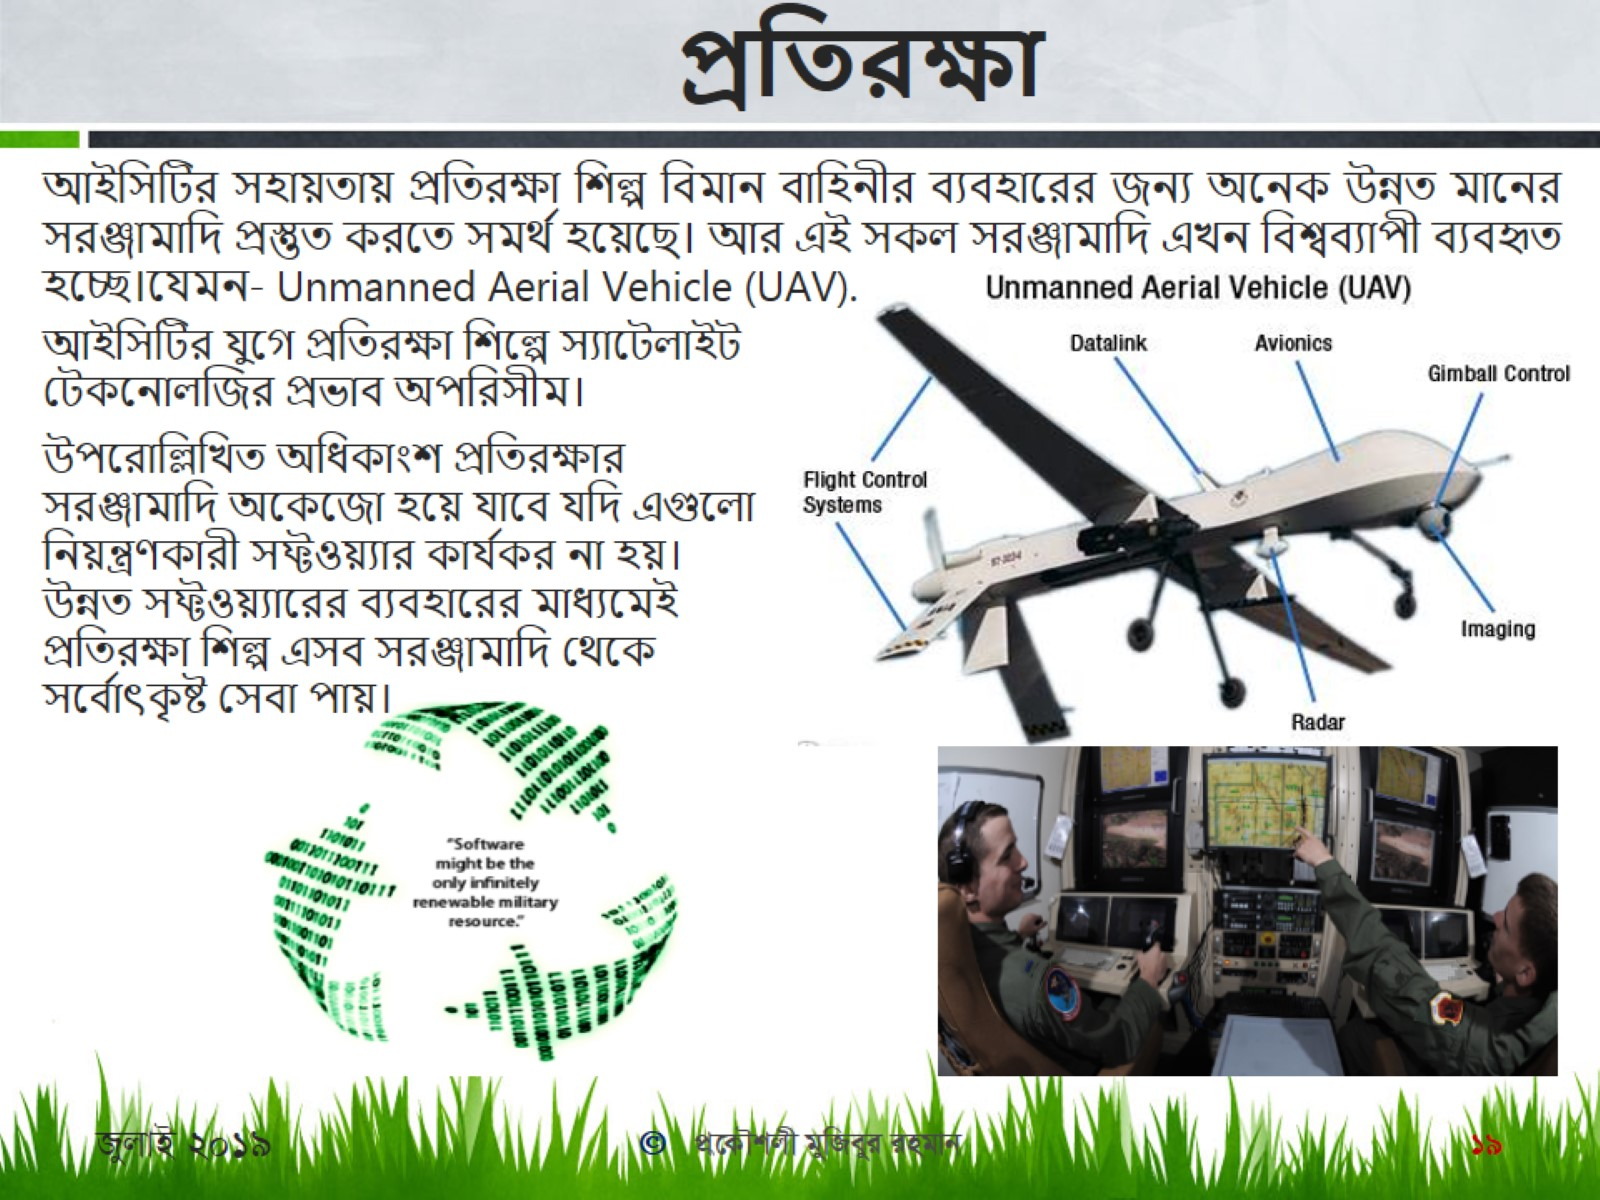 প্রতিরক্ষা
আইসিটির সহায়তায় প্রতিরক্ষা শিল্প বিমান বাহিনীর ব্যবহারের জন্য অনেক উন্নত মানের
সরঞ্জামাদি প্রস্তুত করতে সমর্থ হয়েছে। আর এই সকল সরঞ্জামাদি এখন বিশ্বব্যাপী ব্যবহৃত
হচ্ছে।যেমন- Unmanned Aerial Vehicle (UAV).
আইসিটির যুগে প্রতিরক্ষা শিল্পে স্যাটেলাইট
টেকনোলজির প্রভাব অপরিসীম।
উপরোল্লিখিত অধিকাংশ প্রতিরক্ষার
সরঞ্জামাদি অকেজো হয়ে যাবে যদি এগুলো
নিয়ন্ত্রণকারী সফ্টওয়্যার কার্যকর না হয়।
উন্নত সফ্টওয়্যারের ব্যবহারের মাধ্যমেই
প্রতিরক্ষা শিল্প এসব সরঞ্জামাদি থেকে
সর্বোৎকৃষ্ট সেবা পায়।
Unmanned Aerial Vehicle (UAV)
Datalink
Avionics
Gimball Control
Flight Control
Systems
Imaging
Radar
"Software
might be the
only infinitely
renewable military
resource."
জুলাই ২০১৯
© প্রকৌশলী মুজিবুর রহমান
১৯